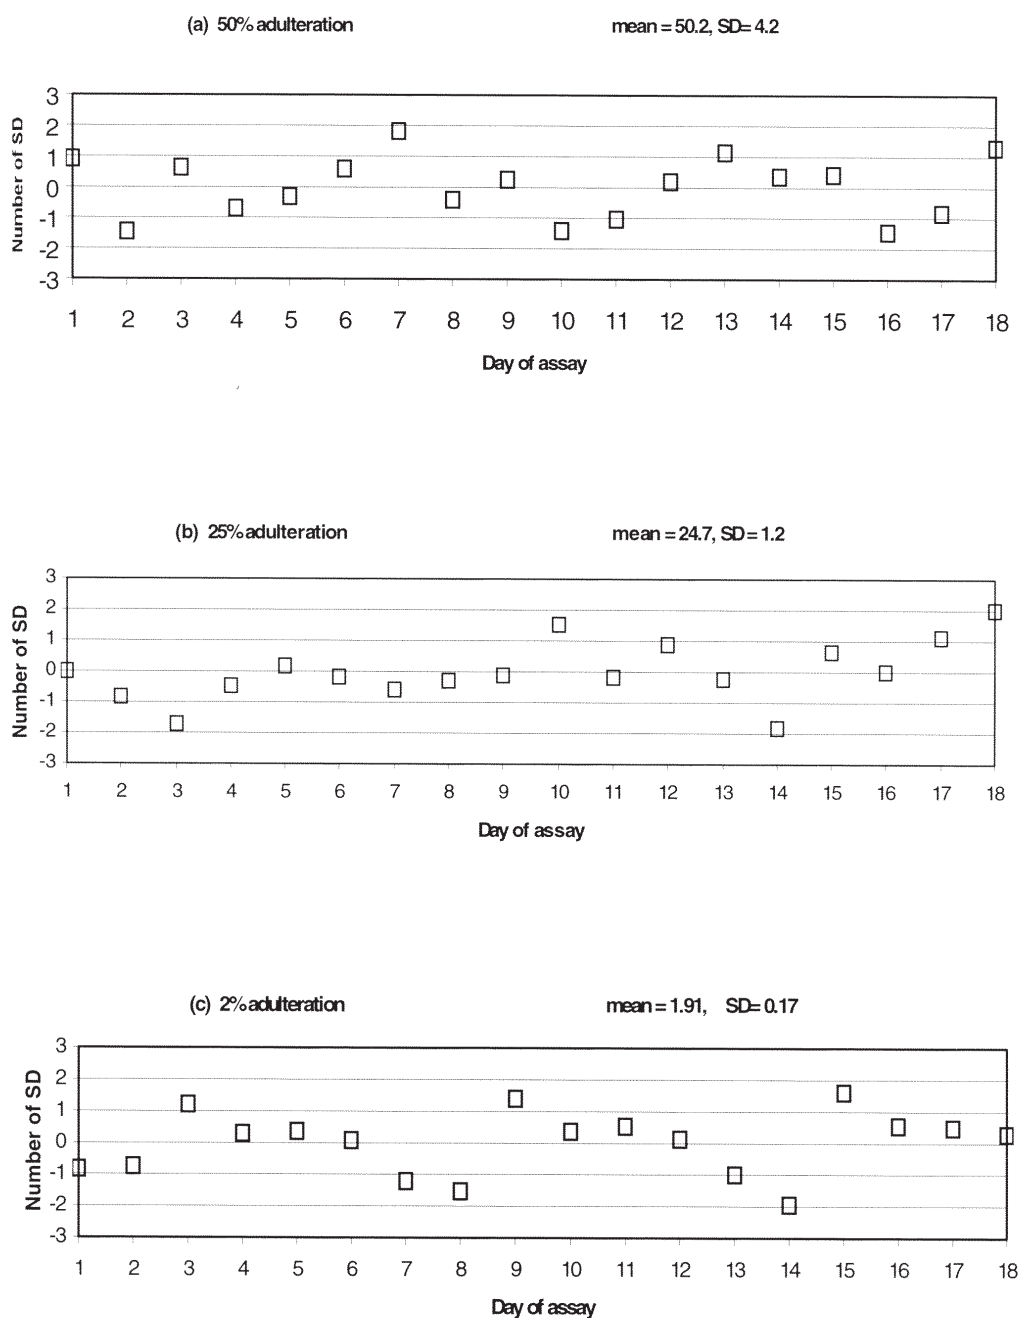 (a) 50% adulteration mean = 50.2, SD= 4.2
3
2
1
0
-1
-2
-3
Number of SD
1 2 3 4 5 6 7 8 9 10 11 12 13 14 15 16 17 18
Day of assay
(b) 25% adulteration mean = 24.7, SD = 1.2
3
2
1
0
-1
-2
-3
Number of SD
1 2 3 4 5 6 7 8 9 10 11 12 13 14 15 16 17 18
Day of assay
(c) 2% adulteration mean = 1.91, SD= 0.17
3
2
1
0
-1
-2
-3
Number of SD
1 2 3 4 5 6 7 8 9 10 11 12 13 14 15 16 17 18
Day of assay